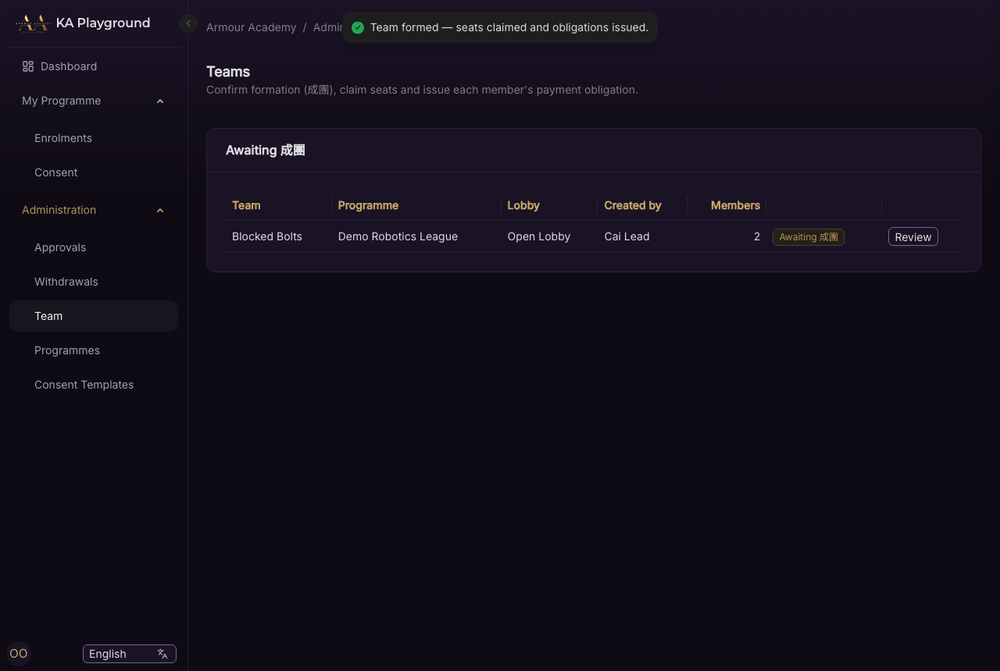 KA Playground
Armour Academy / Admi
Team formed — seats claimed and obligations issued.
Dashboard
My Programme
Enrolments
Consent
Administration
Approvals
Withdrawals
Team
Programmes
Consent Templates
OO
English
Teams
Confirm formation (成團), claim seats and issue each member's payment obligation.
Awaiting 成團
Team Programme Lobby Created by Members
Blocked Bolts Demo Robotics League Open Lobby Cai Lead 2 Awaiting 成團 Review